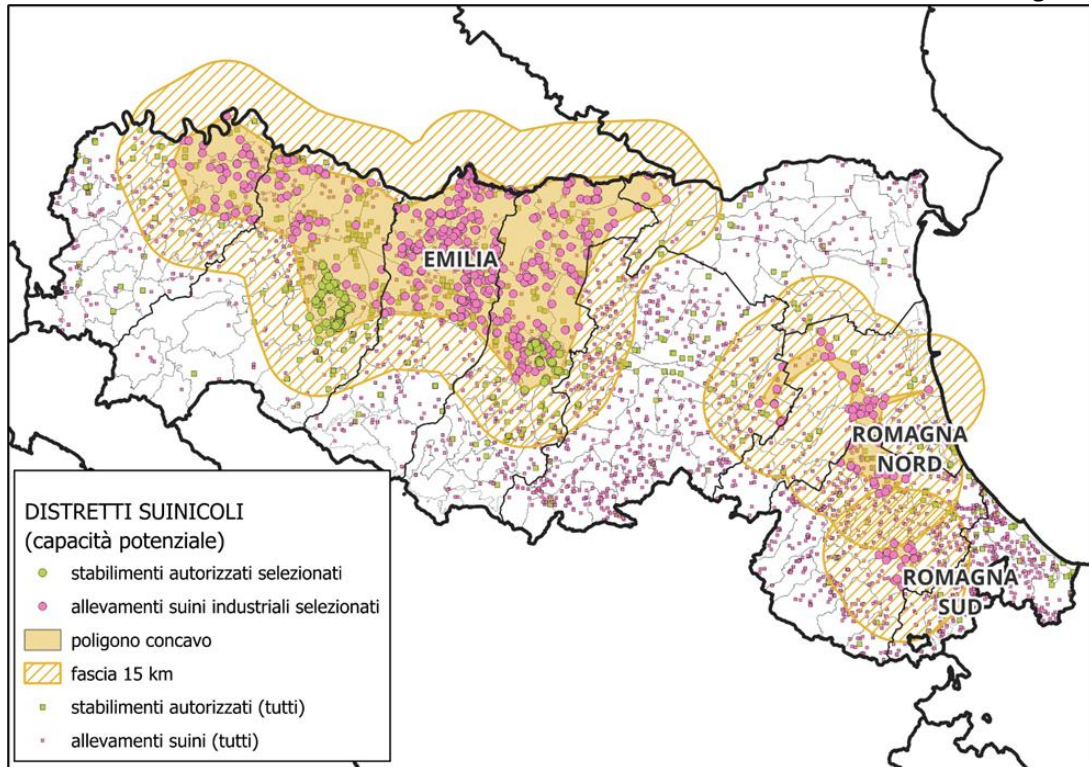 EMILIA
ROMAGNA
NORD
ROMAGNA
SUD
DISTRETTI SUINICOLI
(capacità potenziale)
stabilimenti autorizzati selezionati
allevamenti suini industriali selezionati
poligono concavo
fascia 15 km
stabilimenti autorizzati (tutti)
allevamenti suini (tutti)